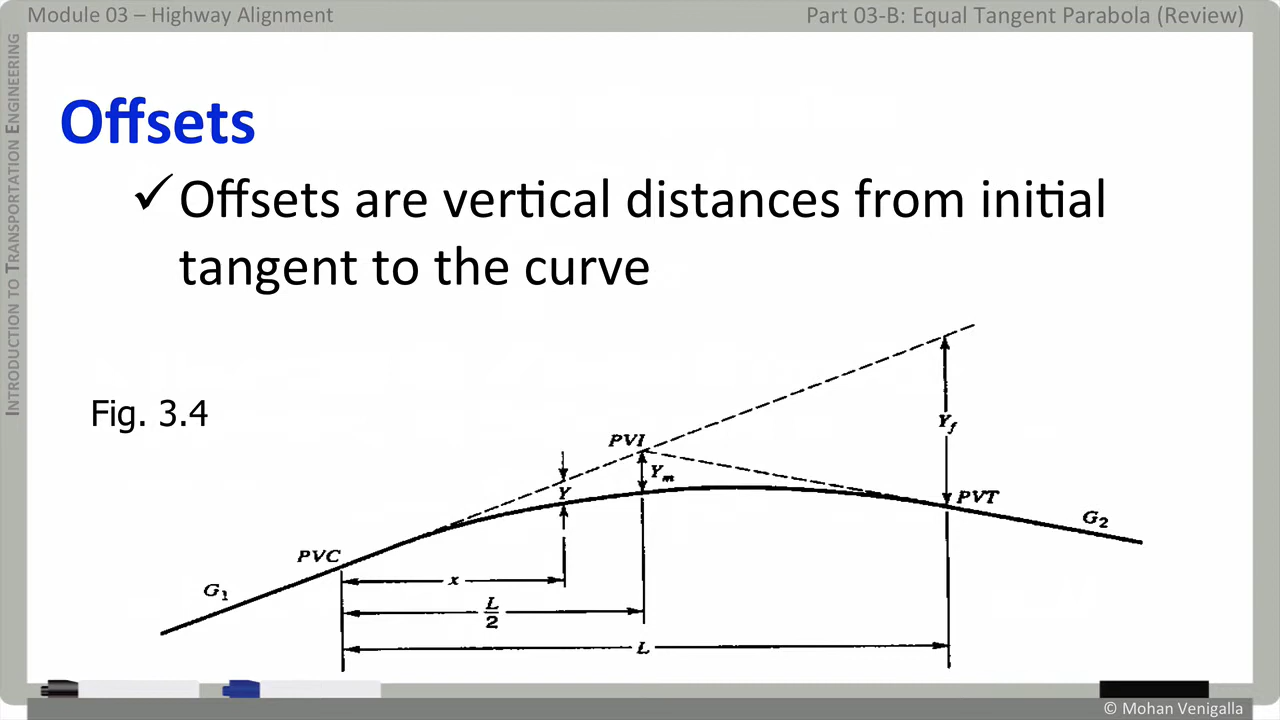 Module 03 – Highway Alignment
Part 03-B: Equal Tangent Parabola (Review)
INTRODUCTION TO TRANSPORTATION ENGINEERING
Offsets
✓Offsets are vertical distances from initial
tangent to the curve
Fig. 3.4
PVI
Y
Ym
Yf
PVT
G2
PVC
G1
x
L
2
L
© Mohan Venigalla